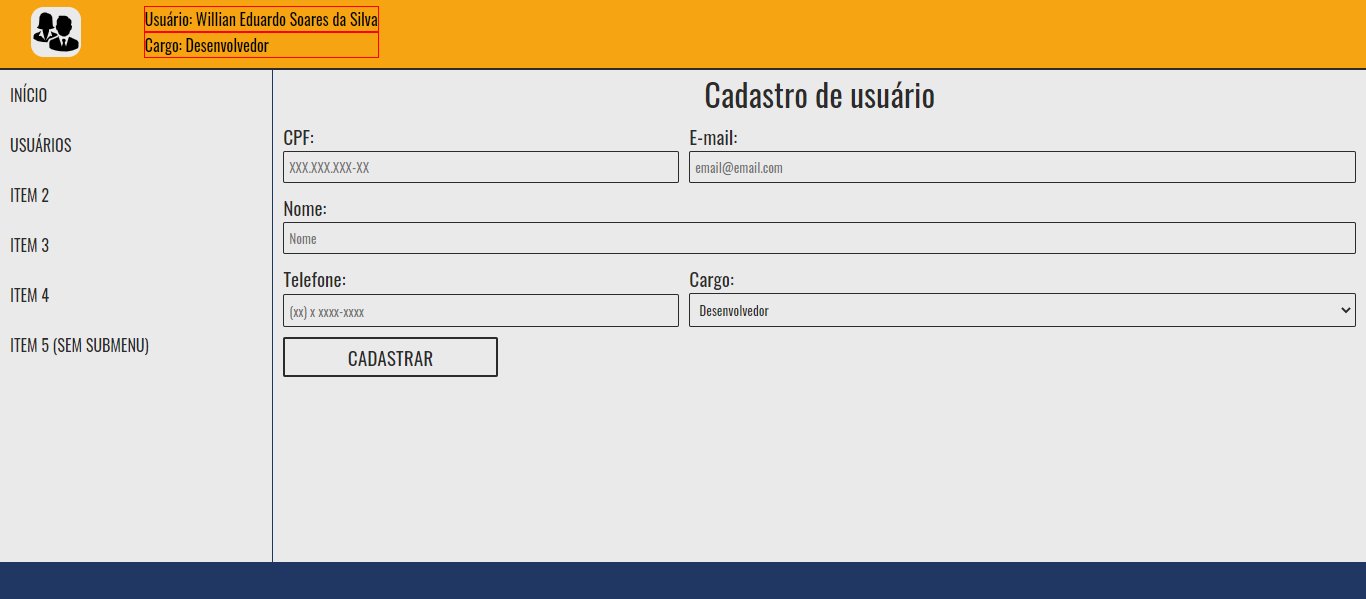 Usuário: Willian Eduardo Soares da Silva
Cargo: Desenvolvedor
INÍCIO
USUÁRIOS
ITEM 2
ITEM 3
ITEM 4
ITEM 5 (SEM SUBMENU)
Cadastro de usuário
CPF: E-mail:
XXX.XXX.XXX-XX email@email.com
Nome:
Nome
Telefone: Cargo:
(xx) x xxxx-xxxx Desenvolvedor
CADASTRAR